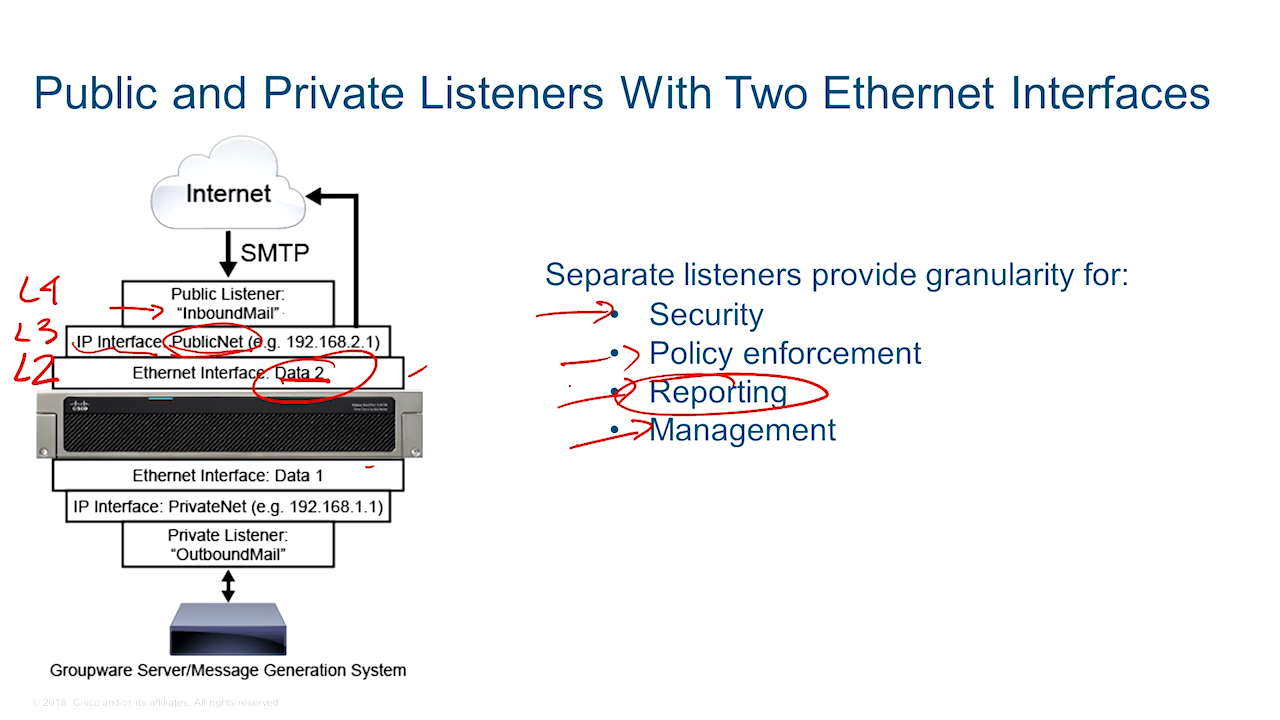 Public and Private Listeners With Two Ethernet Interfaces
Internet
SMTP
L4
Public Listener:
“InboundMail”
L3
IP Interface: PublicNet (e.g. 192.168.2.1)
L2
Ethernet Interface: Data 2
CISCO
Ethernet Interface: Data 1
IP Interface: PrivateNet (e.g. 192.168.1.1)
Private Listener:
“OutboundMail”
Groupware Server/Message Generation System
Separate listeners provide granularity for:
• Security
• Policy enforcement
• Reporting
• Management
© 2018 Cisco and/or its affiliates. All rights reserved.